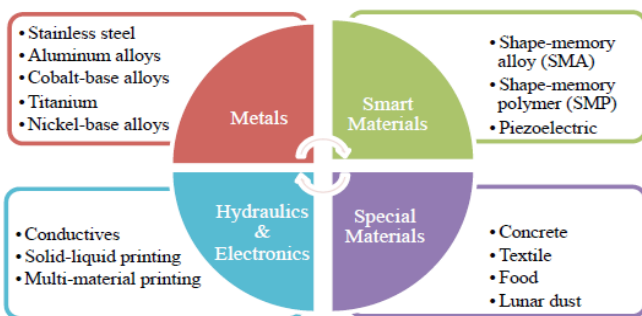 • Stainless steel
• Aluminum alloys
• Cobalt-base alloys
• Titanium
• Nickel-base alloys
Metals
Smart
Materials
• Shape-memory
alloy (SMA)
• Shape-memory
polymer (SMP)
• Piezoelectric
• Conductives
• Solid-liquid printing
• Multi-material printing
Hydraulics
&
Electronics
Special
Materials
• Concrete
• Textile
• Food
• Lunar dust